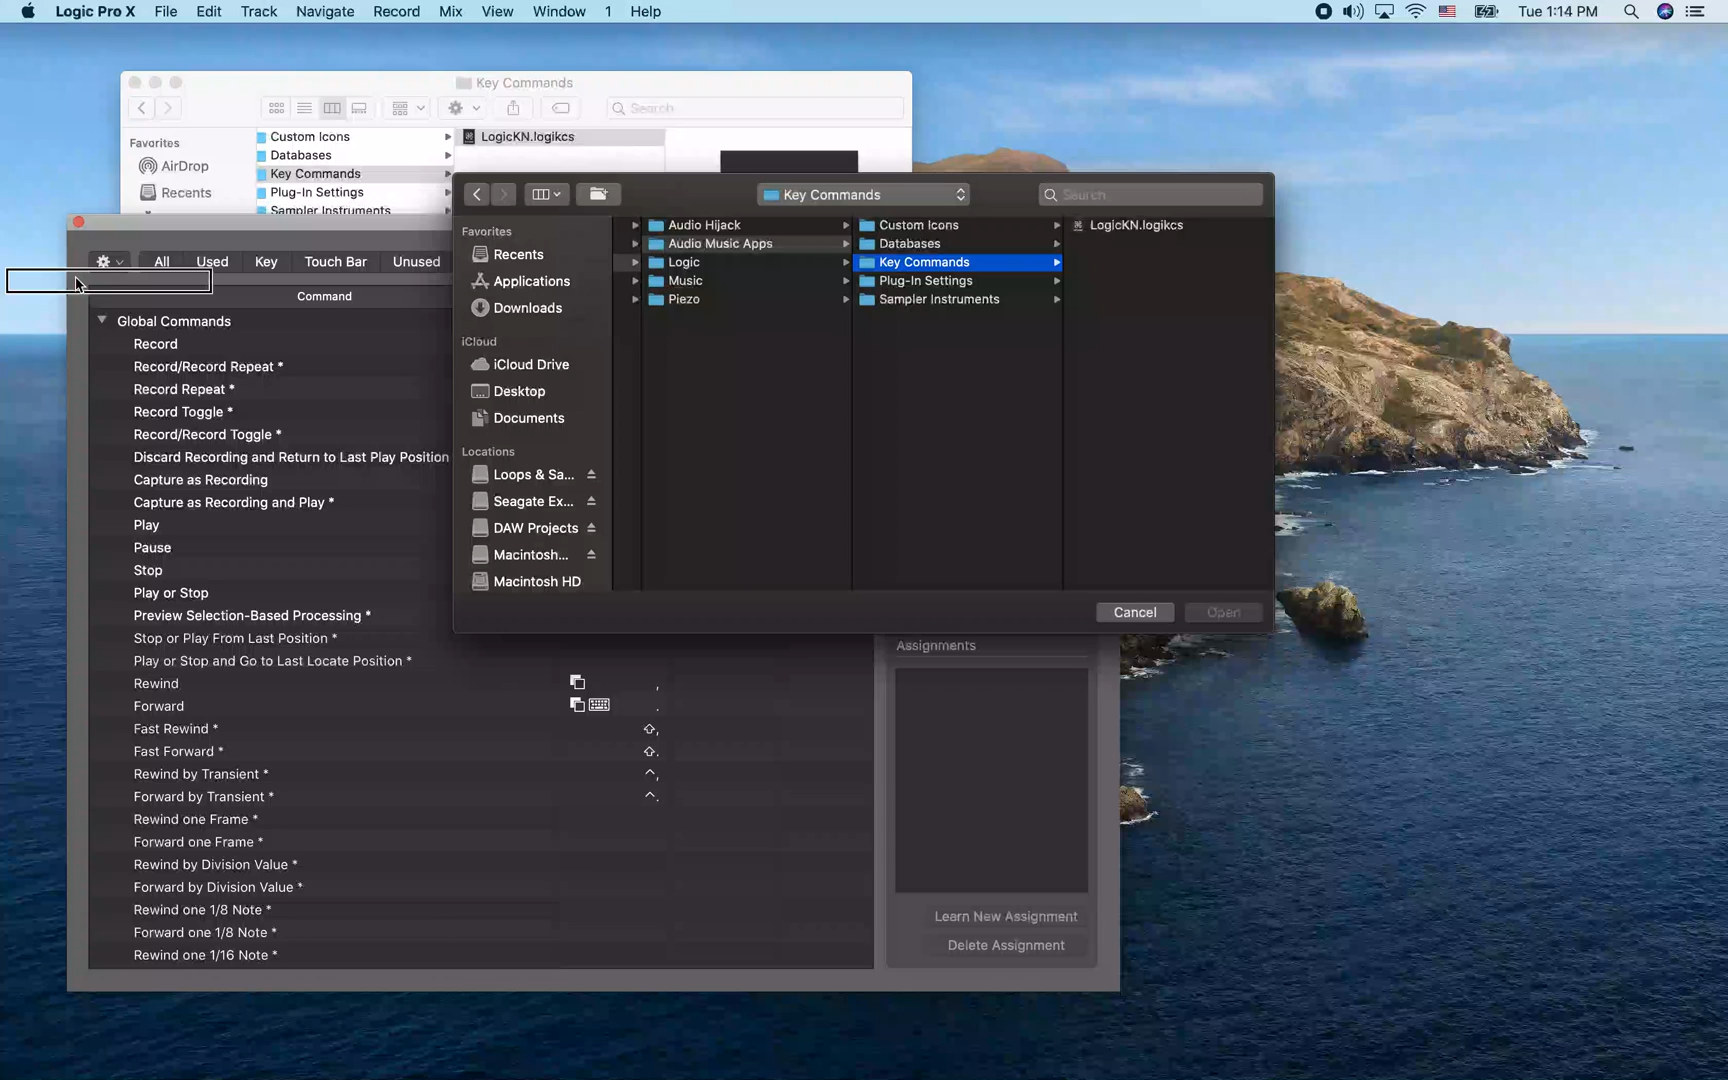 Logic Pro X File Edit Track Navigate Record Mix View Window 1 Help Tue 1:14 PM
Key Commands
Search
Favorites
AirDrop
Recents
Custom Icons
Databases
Key Commands
Plug-In Settings
Sampler Instruments
LogicKN.logikcs
All Used Key Touch Bar Unused
Command
Global Commands
Record
Record/Record Repeat *
Record Repeat *
Record Toggle *
Record/Record Toggle *
Discard Recording and Return to Last Play Position
Capture as Recording
Capture as Recording and Play *
Play
Pause
Stop
Play or Stop
Preview Selection-Based Processing *
Stop or Play From Last Position *
Play or Stop and Go to Last Locate Position *
Rewind ,
Forward .
Fast Rewind * ⇧,
Fast Forward * ⇧.
Rewind by Transient * ^,
Forward by Transient * ^.
Rewind one Frame *
Forward one Frame *
Rewind by Division Value *
Forward by Division Value *
Rewind one 1/8 Note *
Forward one 1/8 Note *
Rewind one 1/16 Note *
Key Commands
Search
Favorites
Recents
Applications
Downloads
iCloud
iCloud Drive
Desktop
Documents
Locations
Loops & Sa...
Seagate Ex...
DAW Projects
Macintosh...
Macintosh HD
Audio Hijack
Audio Music Apps
Logic
Music
Piezo
Custom Icons
Databases
Key Commands
Plug-In Settings
Sampler Instruments
LogicKN.logikcs
Cancel Open
Assignments
Learn New Assignment
Delete Assignment